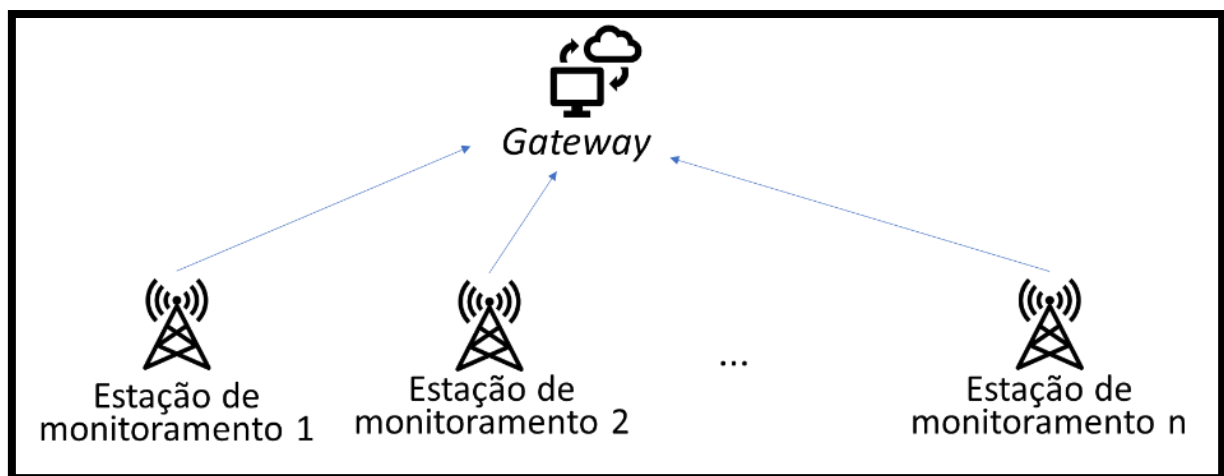 Gateway
Estação de
monitoramento 1
Estação de
monitoramento 2
...
Estação de
monitoramento n